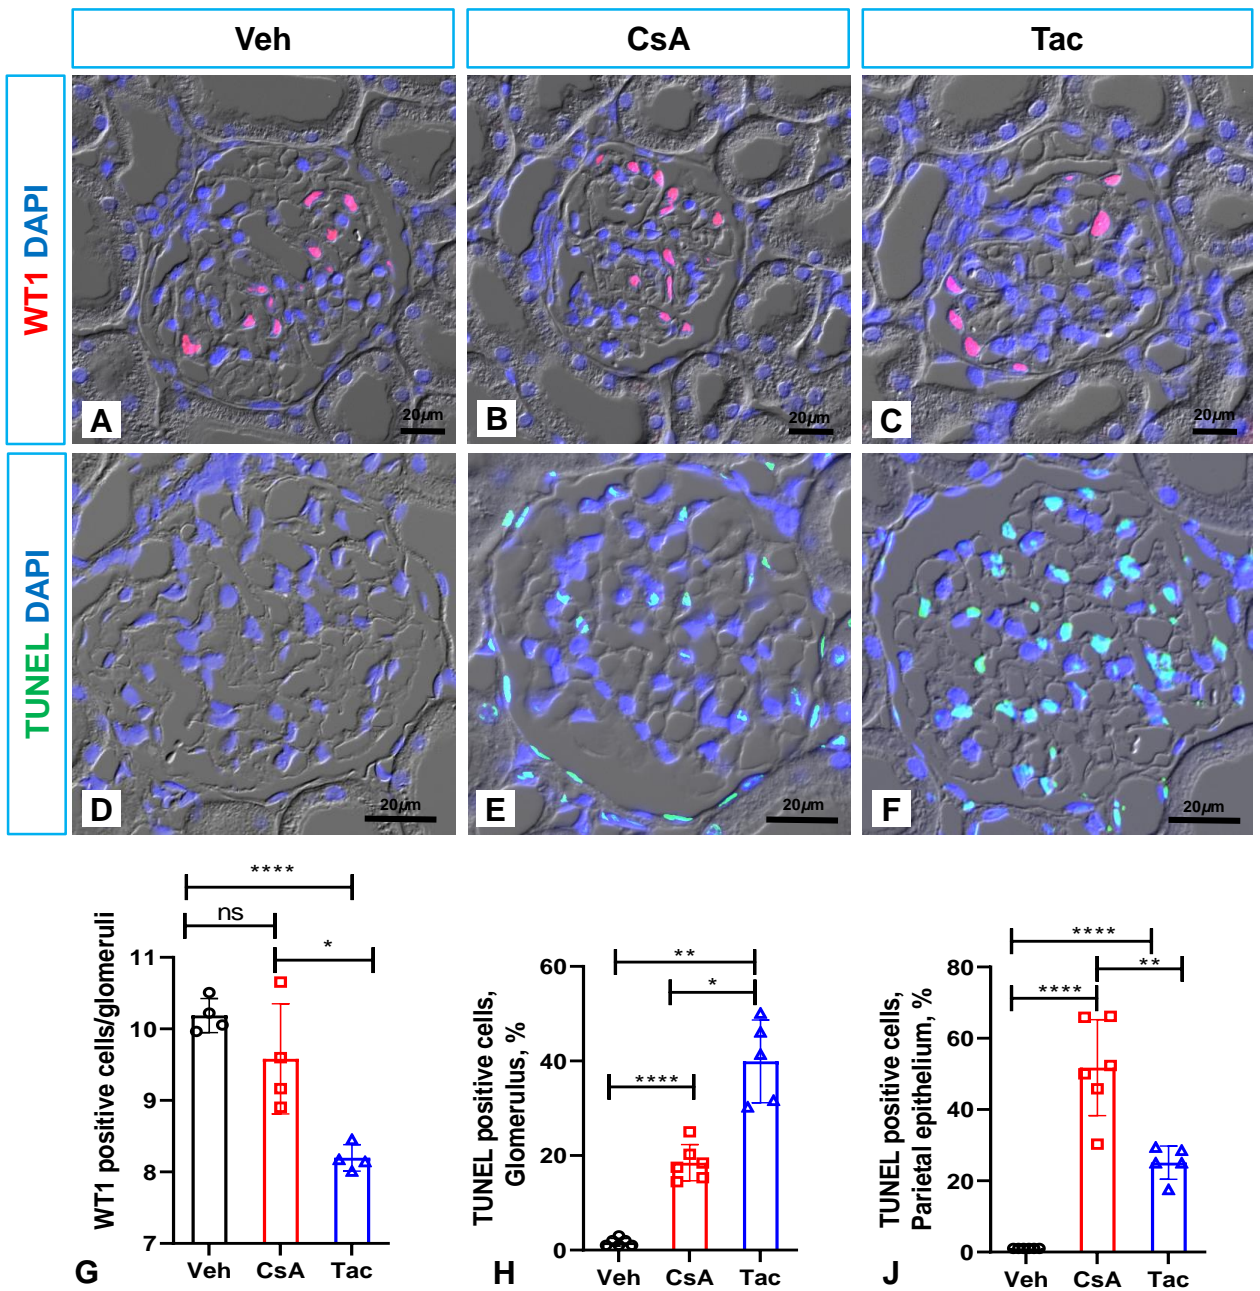 Veh
CsA
Tac
WT1 DAPI
20µm
A
20µm
B
20µm
C
TUNEL DAPI
20µm
D
20µm
E
20µm
F
****
ns
*
WT1 positive cells/glomeruli
11
10
9
8
7
Veh
CsA
Tac
G
**
*
****
TUNEL positive cells,
Glomerulus, %
60
40
20
0
Veh
CsA
Tac
H
****
**
****
TUNEL positive cells,
Parietal epithelium, %
80
60
40
20
0
Veh
CsA
Tac
J